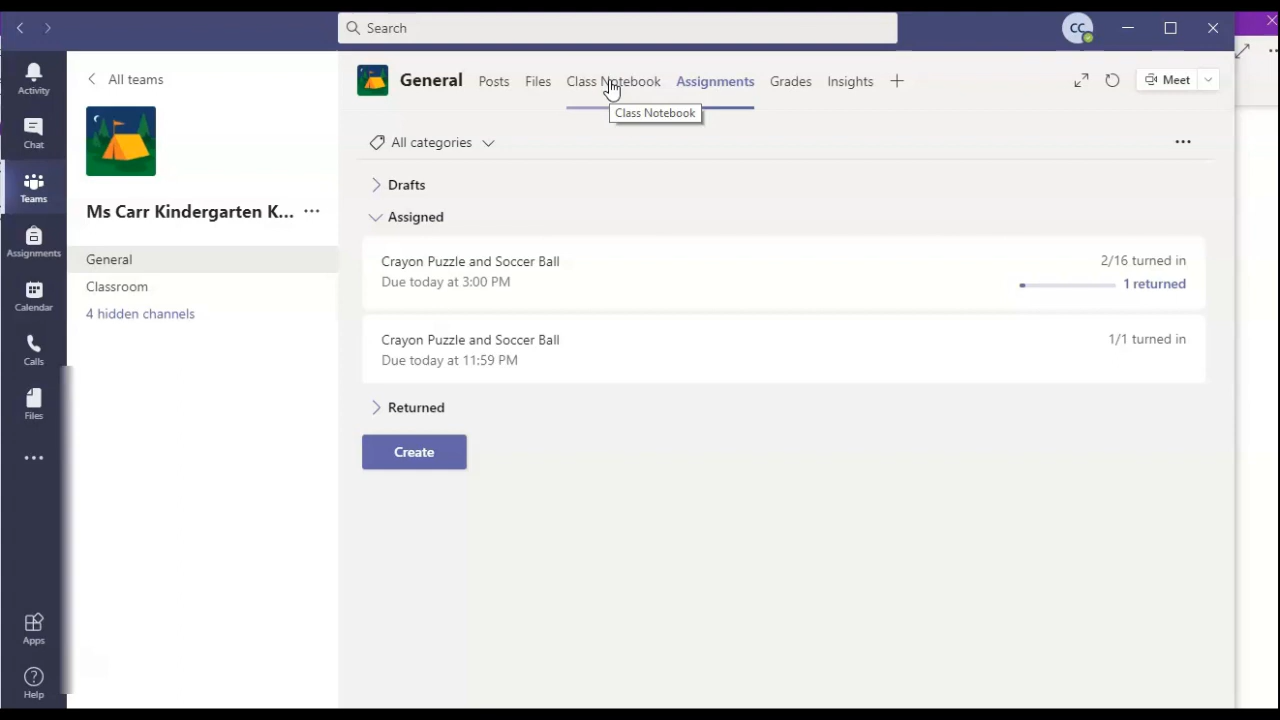 Search
CC
Activity
Chat
Teams
Assignments
Calendar
Calls
Files
Apps
Help
All teams
Ms Carr Kindergarten K...
General
Classroom
4 hidden channels
General Posts Files Class Notebook Assignments Grades Insights
Meet
Class Notebook
All categories
Drafts
Assigned
Crayon Puzzle and Soccer Ball 2/16 turned in
Due today at 3:00 PM 1 returned
Crayon Puzzle and Soccer Ball 1/1 turned in
Due today at 11:59 PM
Returned
Create